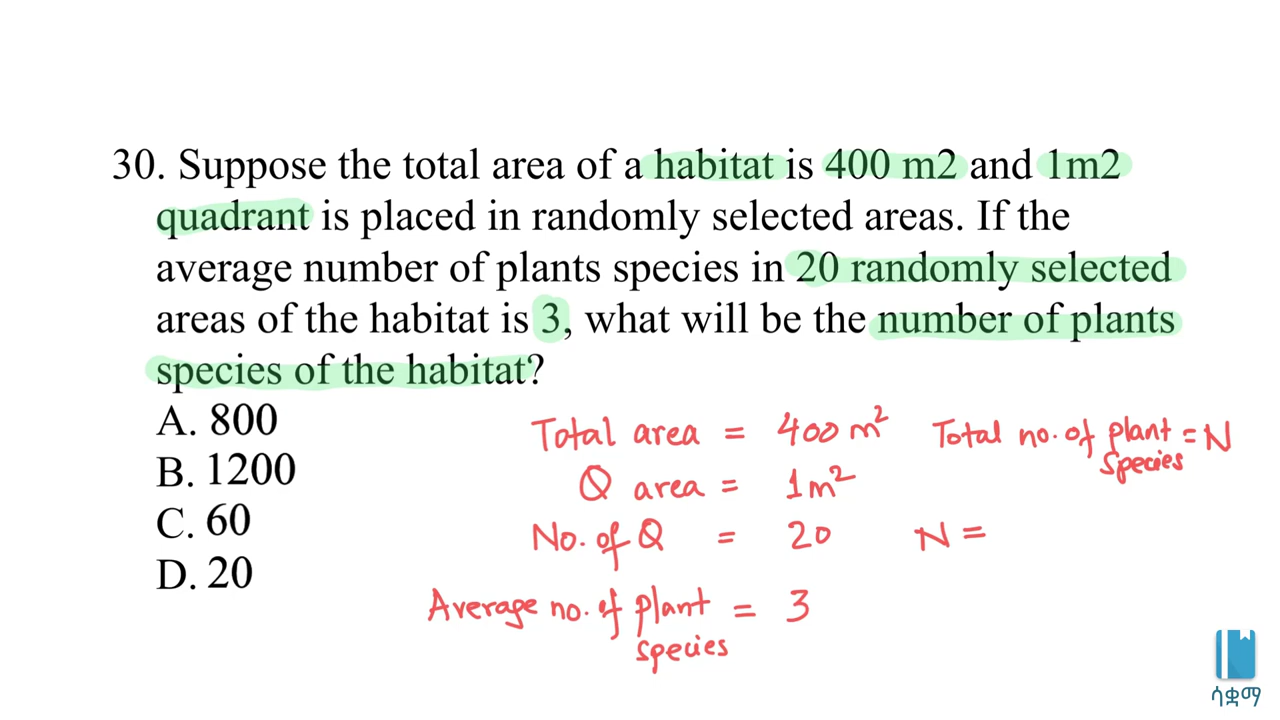 30. Suppose the total area of a habitat is 400 m2 and 1m2
quadrant is placed in randomly selected areas. If the
average number of plants species in 20 randomly selected
areas of the habitat is 3, what will be the number of plants
species of the habitat?
A. 800
B. 1200
C. 60
D. 20
Total area = 400 m²
Q area = 1m²
No. of Q = 20
Average no. of plant = 3
species
Total no. of plant = N
species
N =
ሳቋማ